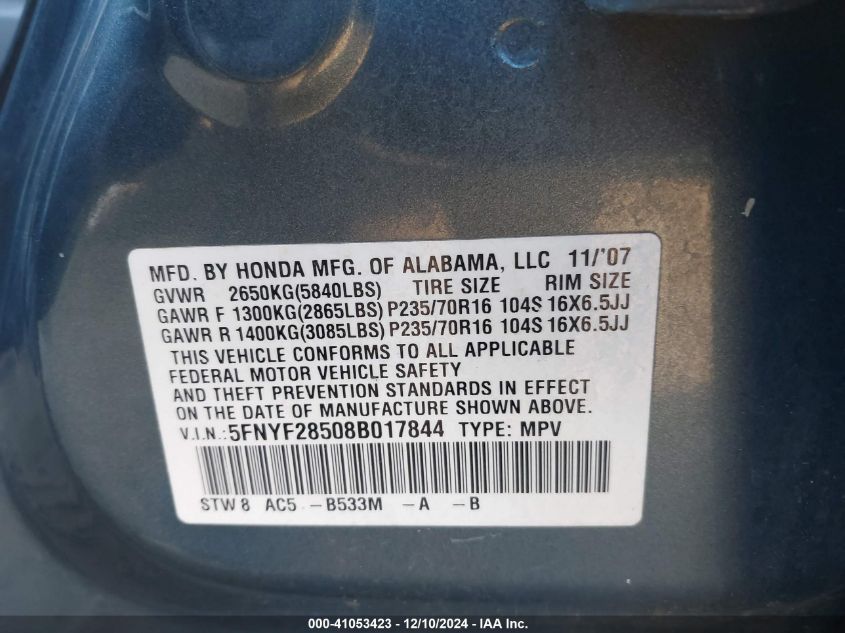 MFD. BY HONDA MFG. OF ALABAMA, LLC 11/'07
GVWR 2650KG(5840LBS) TIRE SIZE RIM SIZE
GAWR F 1300KG(2865LBS) P235/70R16 104S 16X6.5JJ
GAWR R 1400KG(3085LBS) P235/70R16 104S 16X6.5JJ
THIS VEHICLE CONFORMS TO ALL APPLICABLE
FEDERAL MOTOR VEHICLE SAFETY
AND THEFT PREVENTION STANDARDS IN EFFECT
ON THE DATE OF MANUFACTURE SHOWN ABOVE.
V.I.N.: 5FNYF28508B017844 TYPE: MPV
STW 8 AC5 -B533M -A -B
000-41053423 - 12/10/2024 - IAA Inc.